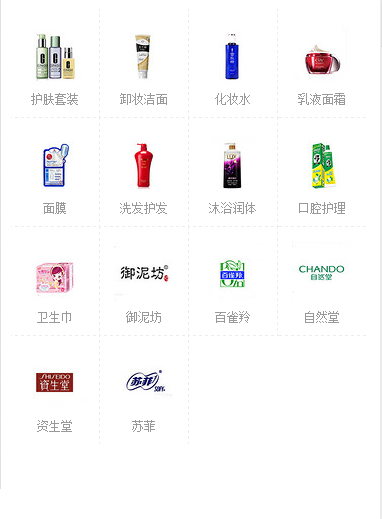 护肤套装 卸妆洁面 化妆水 乳液面霜
LUX
面膜 洗发护发 沐浴润体 口腔护理
御泥坊 百雀羚 CHANDO
自然堂
卫生巾 御泥坊 百雀羚 自然堂
SHISEIDO
資生堂 苏菲
资生堂 苏菲